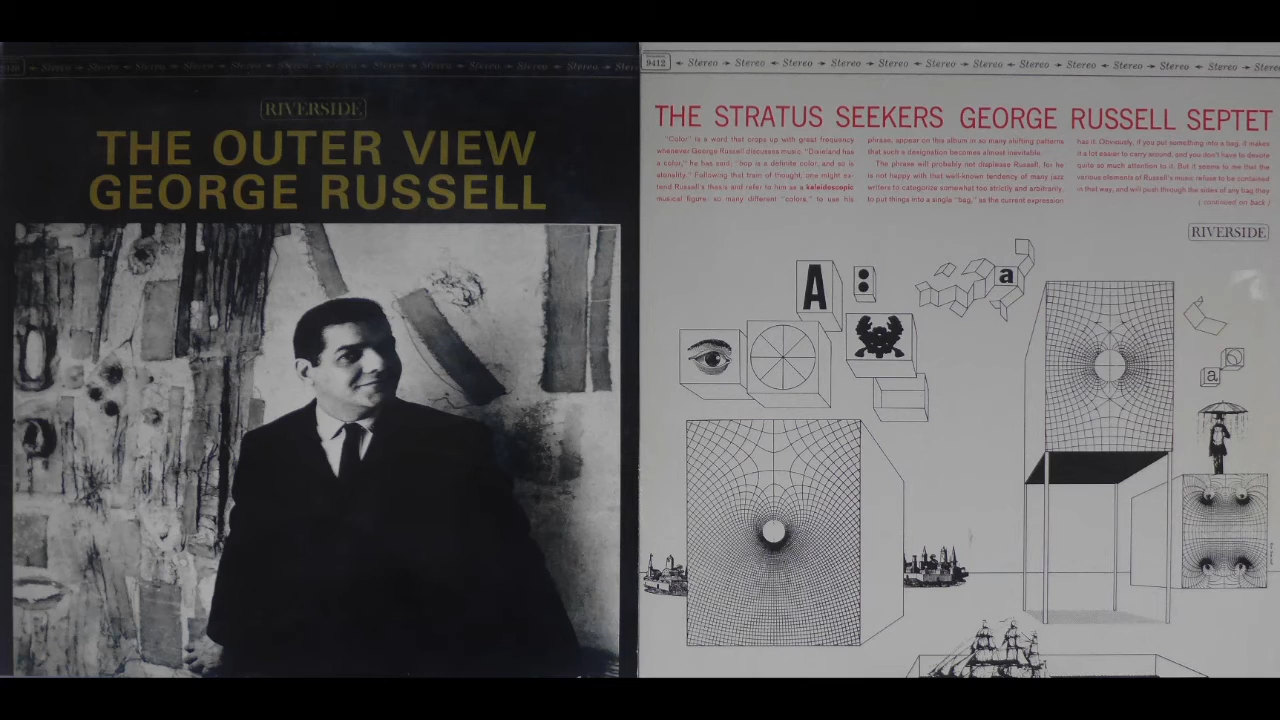 ← Stereo → ← Stereo → ← Stereo → ← Stereo → ← Stereo → ← Stereo →
RIVERSIDE
THE OUTER VIEW
GEORGE RUSSELL
9412 ← Stereo → Stereo ← Stereo → Stereo ← Stereo → Stereo ← Stereo → Stereo ← Stereo → Stereo ← Stereo → Stereo ← Stereo
THE STRATUS SEEKERS GEORGE RUSSELL SEPTET
"Color" is a word that crops up with great frequency
whenever George Russell discusses music. "Dixieland has
a color," he has said; "bop is a definite color, and so is
atonality." Following that train of thought, one might ex-
tend Russell's thesis and refer to him as a kaleidoscopic
musical figure: so many different "colors," to use his
phrase, appear on this album in so many shifting patterns
that such a designation becomes almost inevitable.
The phrase will probably not displease Russell, for he
is not happy with that well-known tendency of many jazz
writers to categorize somewhat too strictly and arbitrarily,
to put things into a single "bag," as the current expression
has it. Obviously, if you put something into a bag, it makes
it a lot easier to carry around, and you don't have to devote
quite so much attention to it. But it seems to me that the
various elements of Russell's music refuse to be contained
in that way, and will push through the sides of any bag they
( continued on back )
RIVERSIDE
A :
a
a